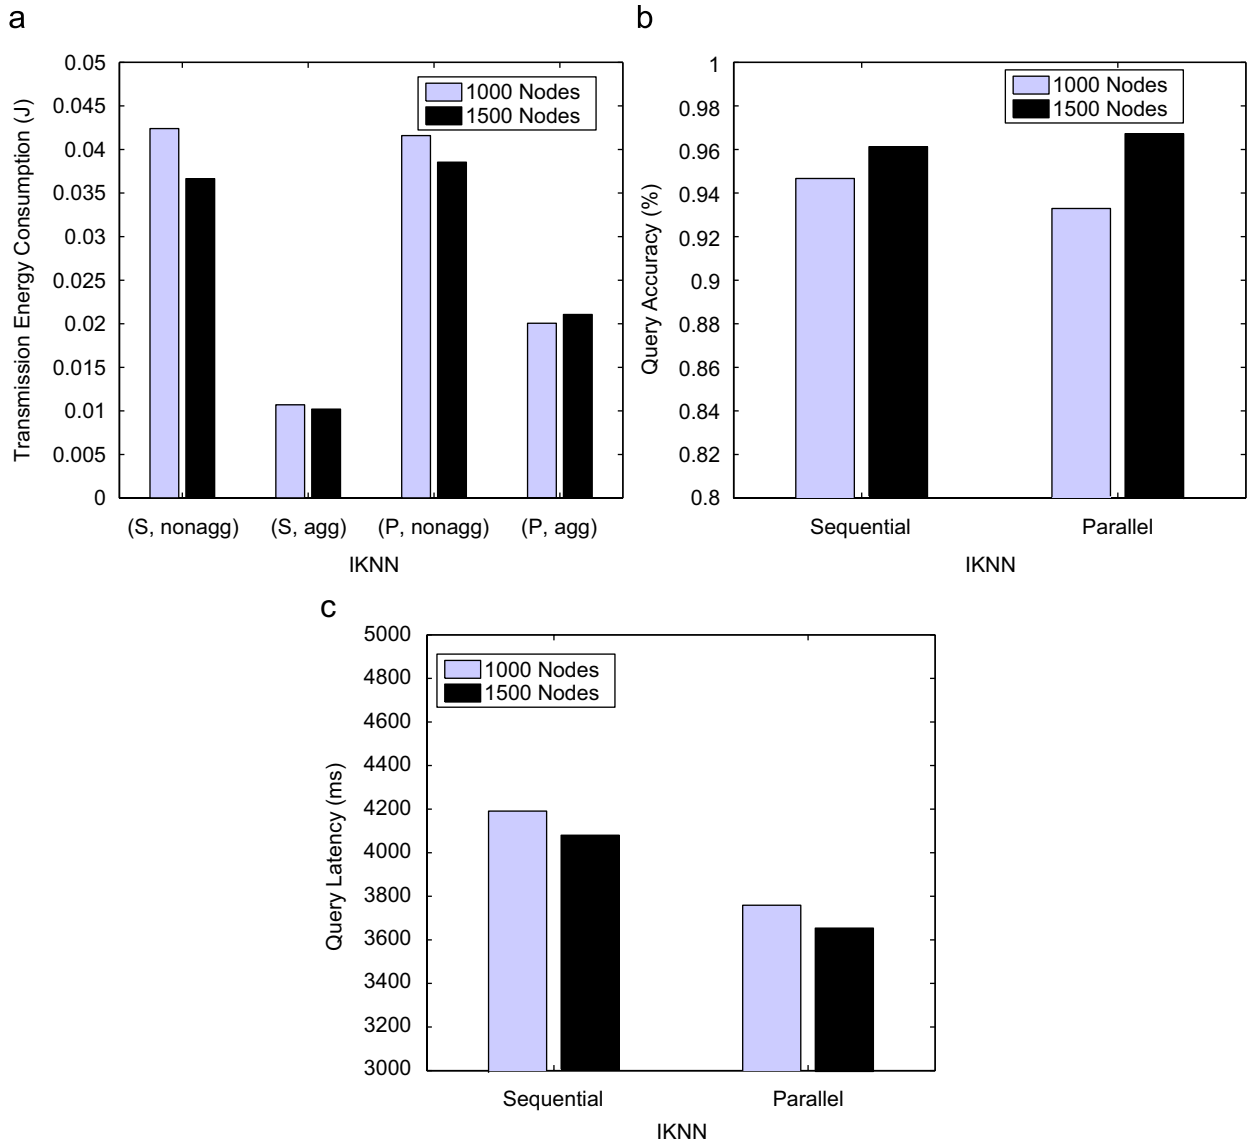 a
0.05
0.045
0.04
0.035
0.03
0.025
0.02
0.015
0.01
0.005
0
Transmission Energy Consumption (J)
1000 Nodes
1500 Nodes
(S, nonagg) (S, agg) (P, nonagg) (P, agg)
IKNN
b
1
0.98
0.96
0.94
0.92
0.9
0.88
0.86
0.84
0.82
0.8
Query Accuracy (%)
1000 Nodes
1500 Nodes
Sequential Parallel
IKNN
c
5000
4800
4600
4400
4200
4000
3800
3600
3400
3200
3000
Query Latency (ms)
1000 Nodes
1500 Nodes
Sequential Parallel
IKNN